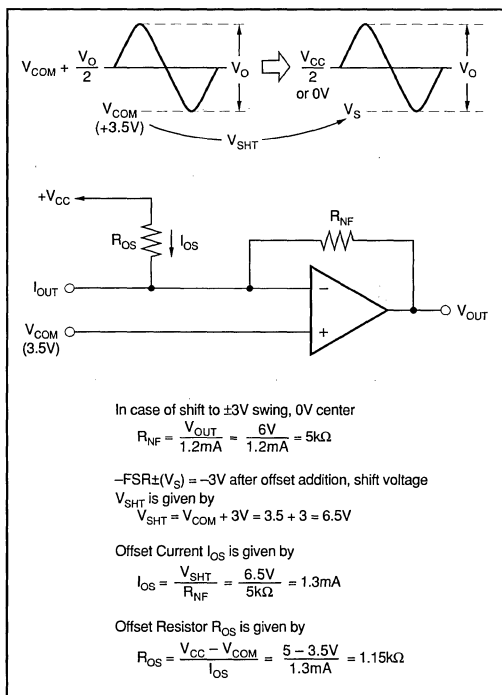 V_COM + V_O/2
V_O
V_COM
(+3.5V)
V_SHT
V_CC/2
or 0V
V_S
V_O
+V_CC
R_OS
I_OS
R_NF
I_OUT
V_COM
(3.5V)
−
+
V_OUT
In case of shift to ±3V swing, 0V center
R_NF = V_OUT/1.2mA = 6V/1.2mA = 5kΩ
–FSR±(V_S) = –3V after offset addition, shift voltage
V_SHT is given by
V_SHT = V_COM + 3V = 3.5 + 3 = 6.5V
Offset Current I_OS is given by
I_OS = V_SHT/R_NF = 6.5V/5kΩ = 1.3mA
Offset Resistor R_OS is given by
R_OS = V_CC – V_COM/I_OS = 5 – 3.5V/1.3mA = 1.15kΩ